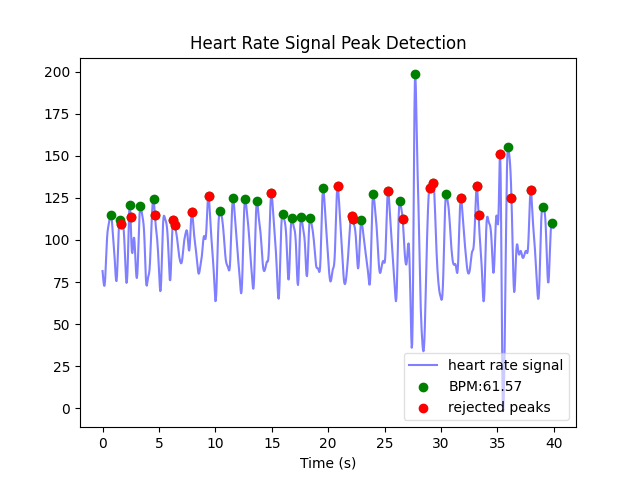 Heart Rate Signal Peak Detection
200
175
150
125
100
75
50
25
0
heart rate signal
BPM:61.57
rejected peaks
0 5 10 15 20 25 30 35 40
Time (s)